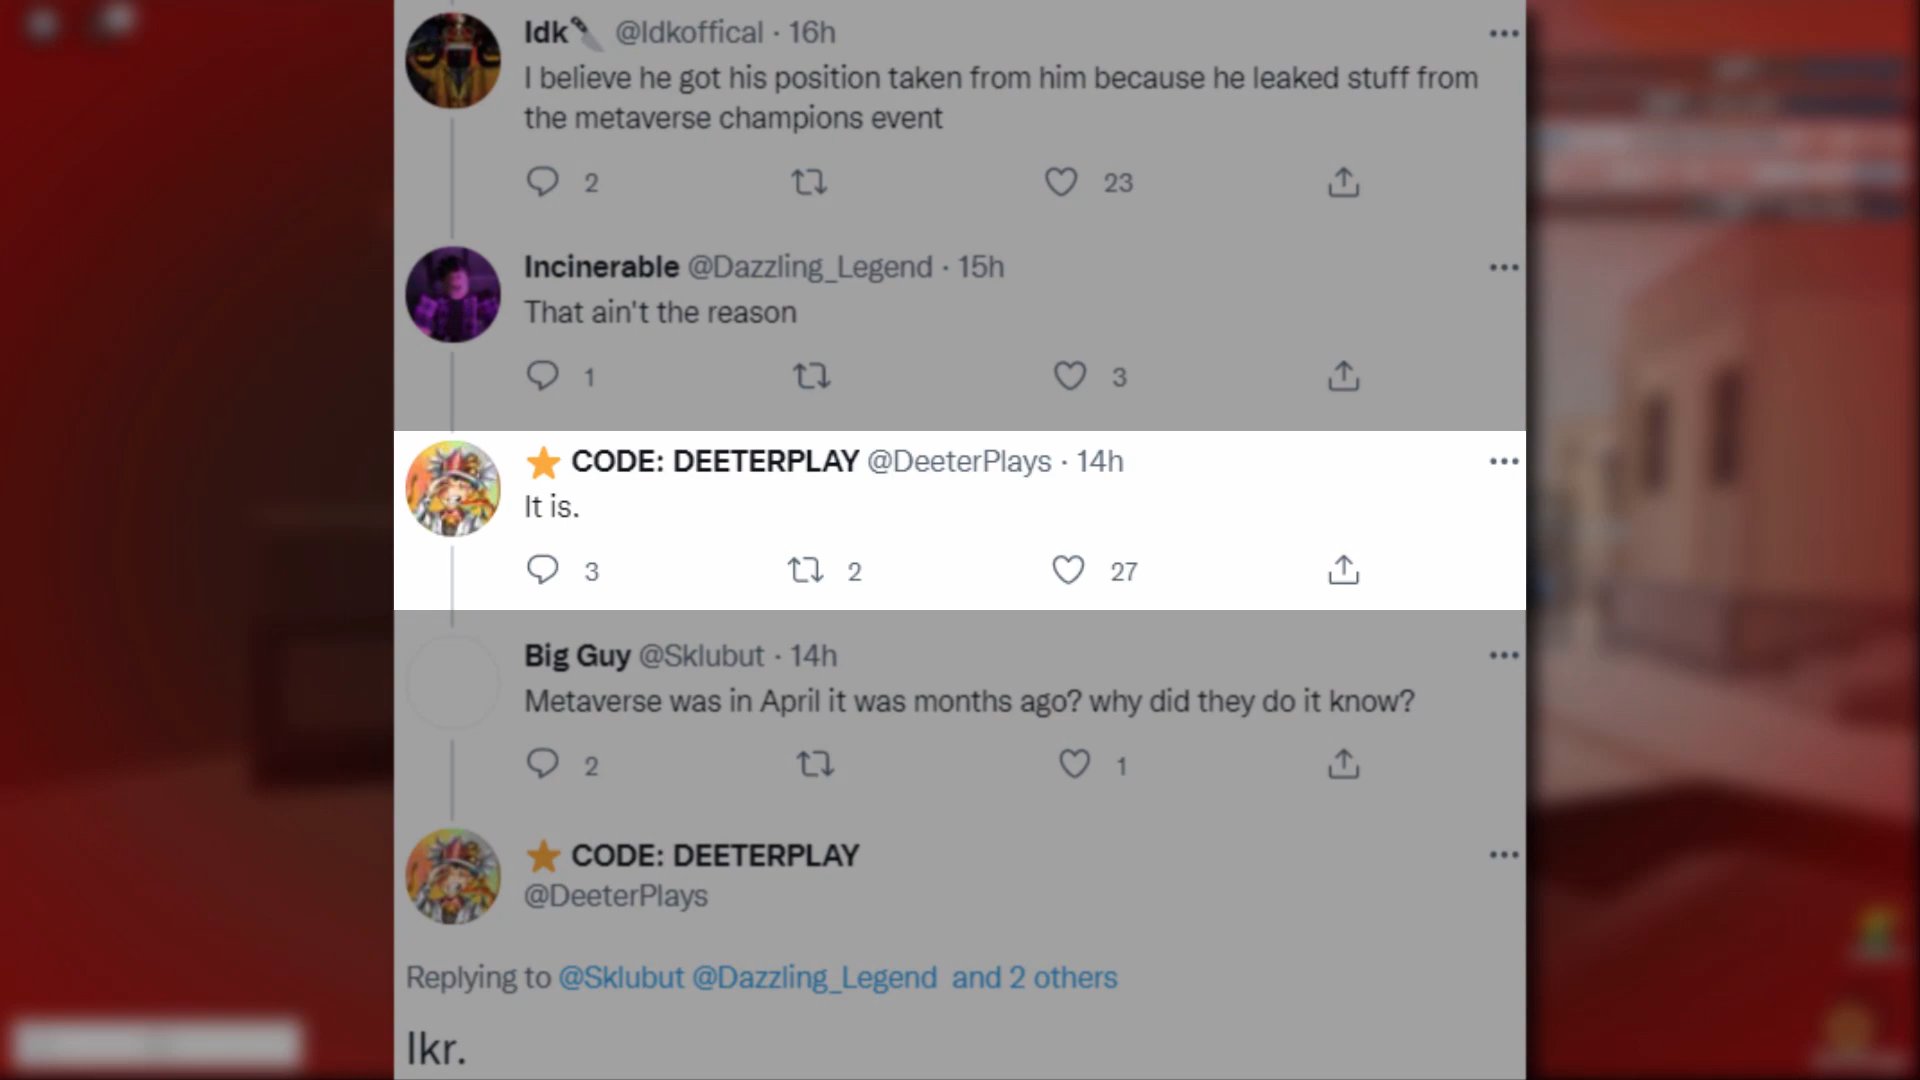 Idk🔪 @Idkoffical · 16h
I believe he got his position taken from him because he leaked stuff from
the metaverse champions event
2 23
Incinerable @Dazzling_Legend · 15h
That ain't the reason
1 3
⭐ CODE: DEETERPLAY @DeeterPlays · 14h
It is.
3 2 27
Big Guy @Sklubut · 14h
Metaverse was in April it was months ago? why did they do it know?
2 1
⭐ CODE: DEETERPLAY
@DeeterPlays
Replying to @Sklubut @Dazzling_Legend and 2 others
Ikr.